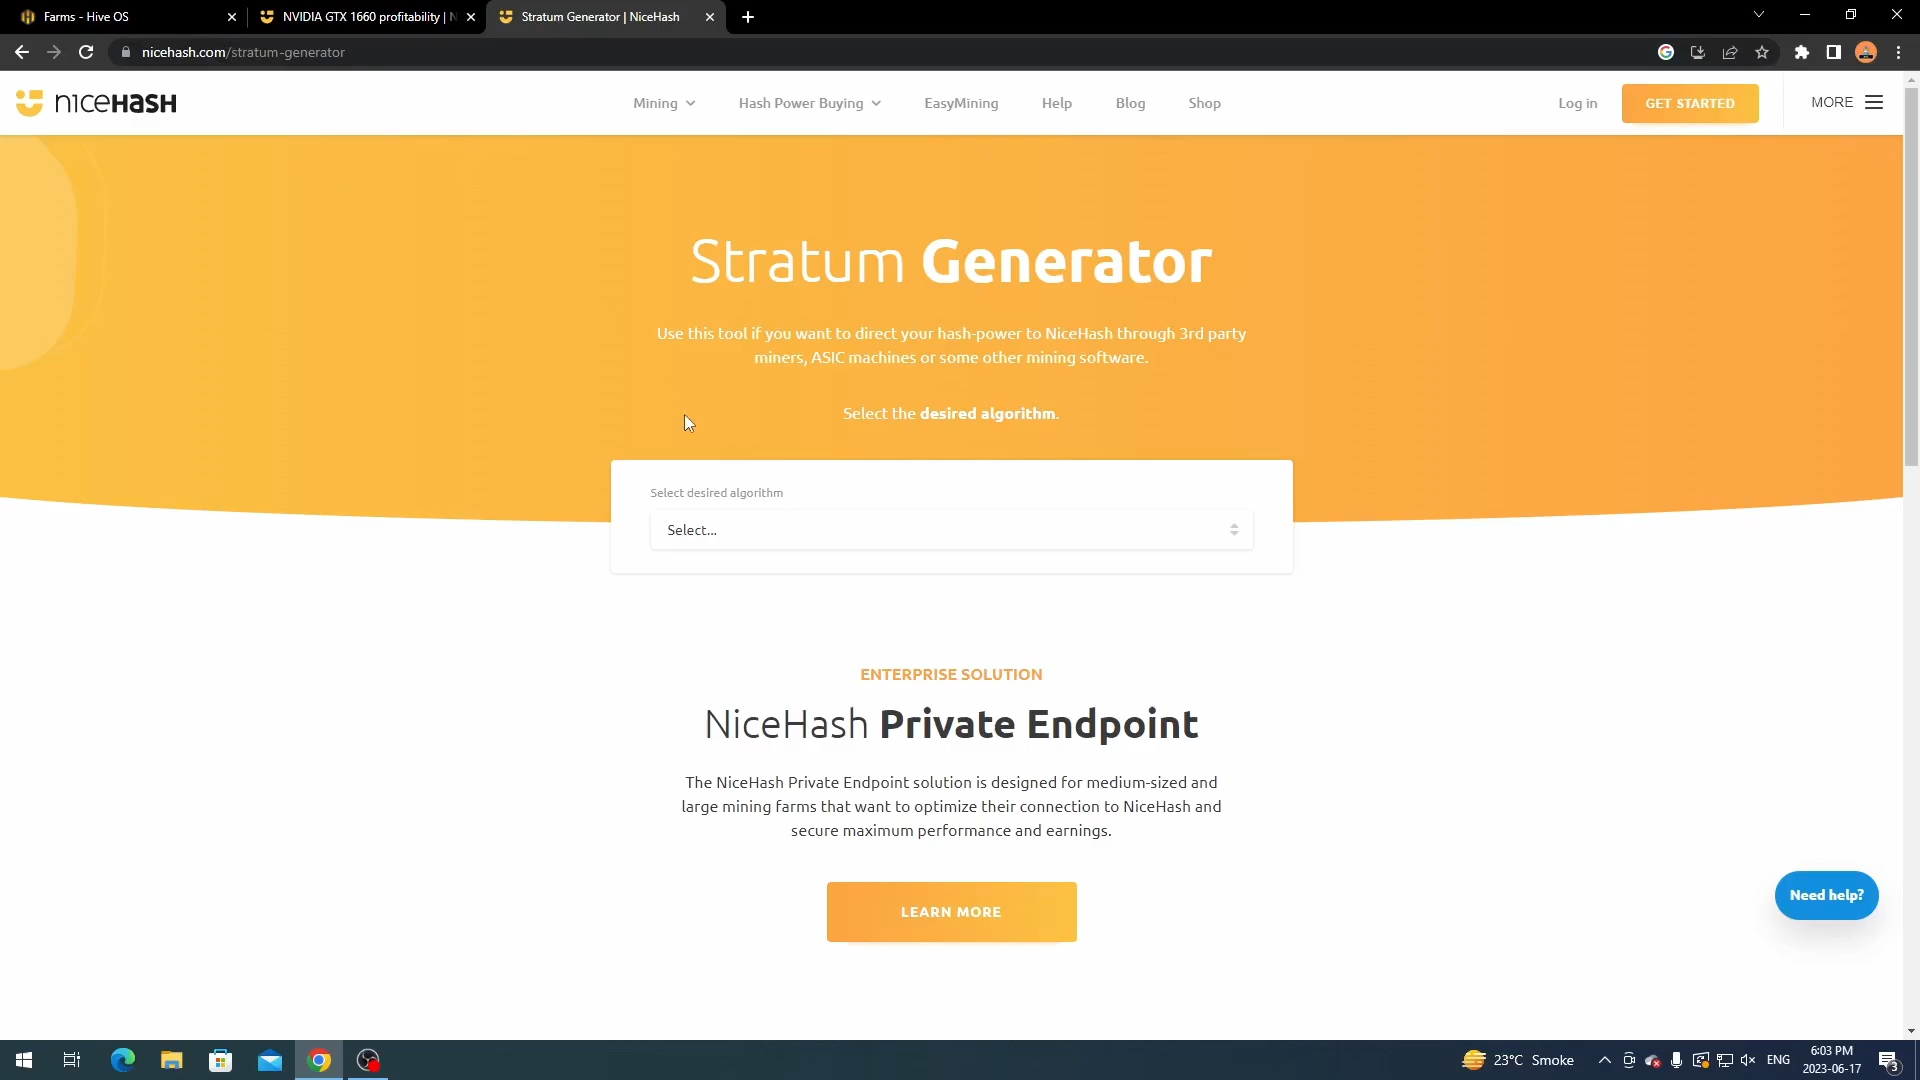 Farms - Hive OS
NVIDIA GTX 1660 profitability | N
Stratum Generator | NiceHash
nicehash.com/stratum-generator
niceHASH
Mining
Hash Power Buying
EasyMining
Help
Blog
Shop
Log in
GET STARTED
MORE
Stratum Generator
Use this tool if you want to direct your hash-power to NiceHash through 3rd party
miners, ASIC machines or some other mining software.
Select the desired algorithm.
Select desired algorithm
Select...
ENTERPRISE SOLUTION
NiceHash Private Endpoint
The NiceHash Private Endpoint solution is designed for medium-sized and
large mining farms that want to optimize their connection to NiceHash and
secure maximum performance and earnings.
LEARN MORE
Need help?
23°C Smoke
ENG
6:03 PM
2023-06-17
3